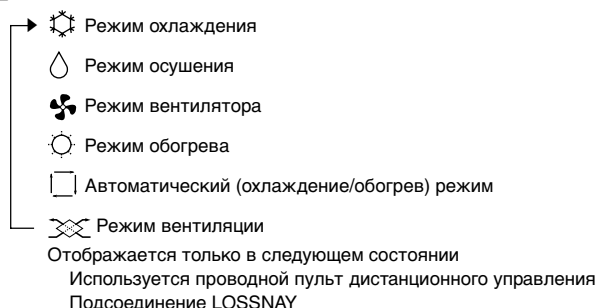 Режим охлаждения
Режим осушения
Режим вентилятора
Режим обогрева
Автоматический (охлаждение/обогрев) режим
Режим вентиляции
Отображается только в следующем состоянии
Используется проводной пульт дистанционного управления
Подсоединение LOSSNAY